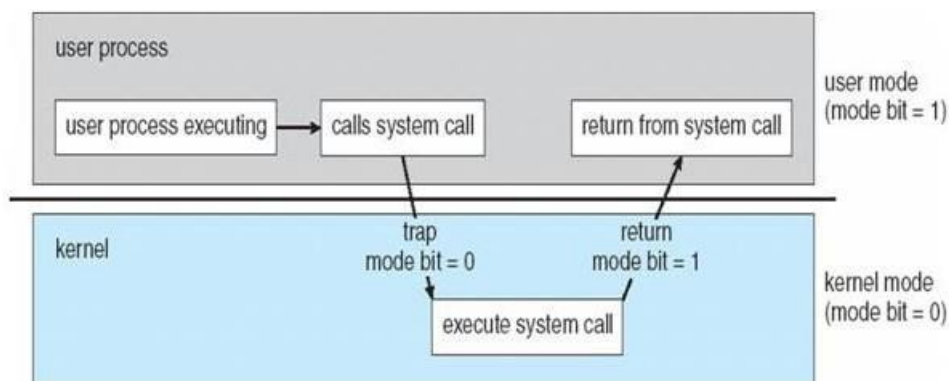 user process
user process executing
calls system call
return from system call
user mode
(mode bit = 1)
kernel
trap
mode bit = 0
return
mode bit = 1
execute system call
kernel mode
(mode bit = 0)